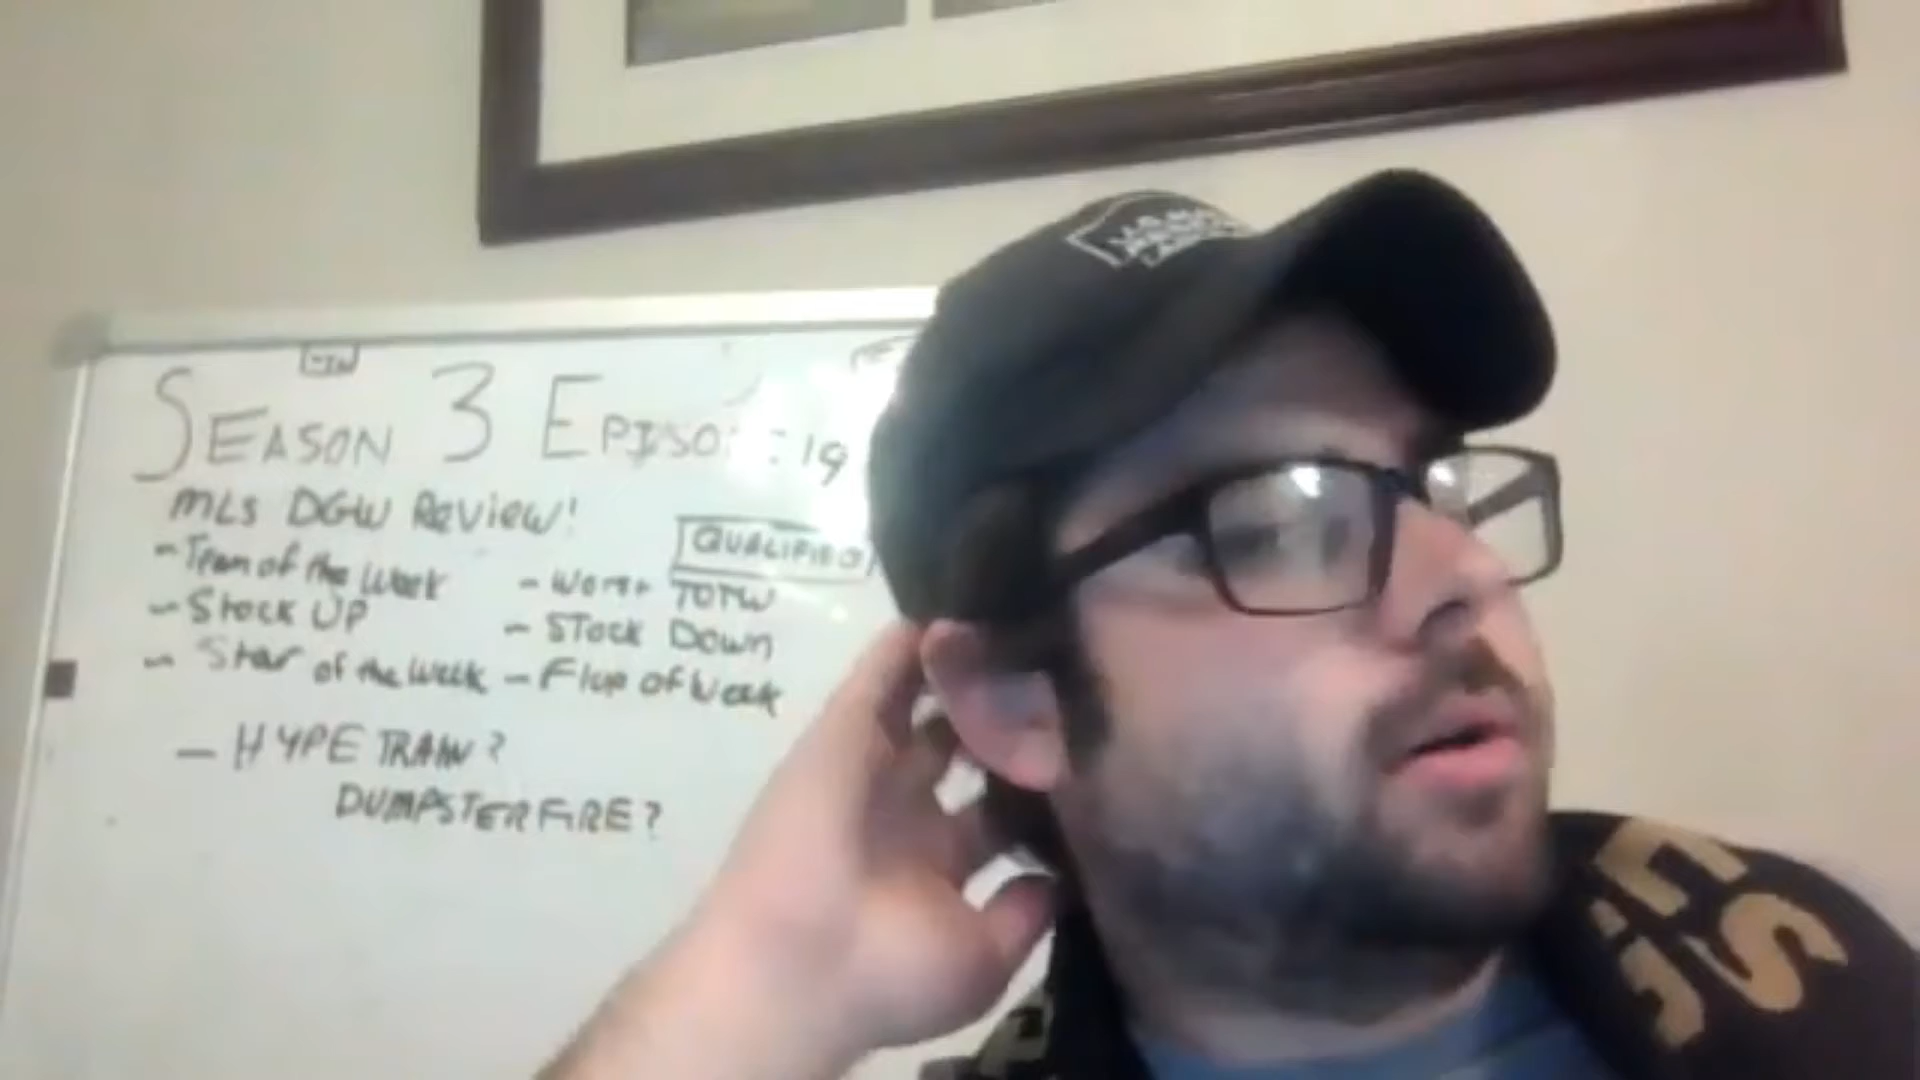 SEASON 3 EPISO :19
MLS DGW Review!
QUALIFIED
- Team of the Week
- Worst TOTW
- Stock UP
- STock Down
- Star of the Week
- Flop of Week
- HYPE TRAIN?
DUMPSTER FIRE?